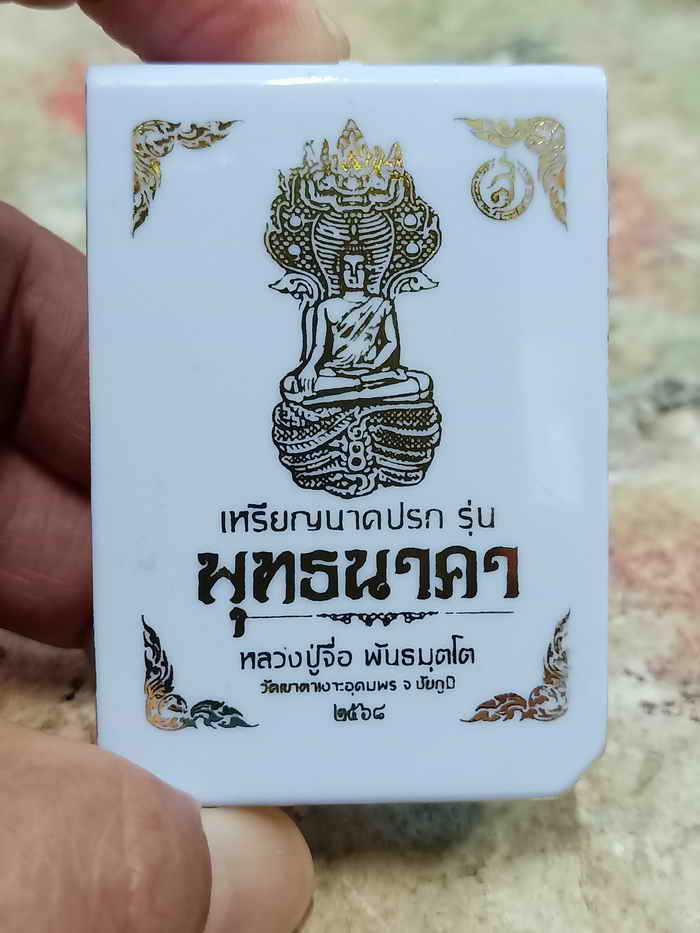 เหรียญนาคปรก รุ่น
พุทธนาคา
หลวงปู่จื่อ พันธมุตโต
วัดเขาตาเงาะอุดมพร จ ชัยภูมิ
๒๕๖๘